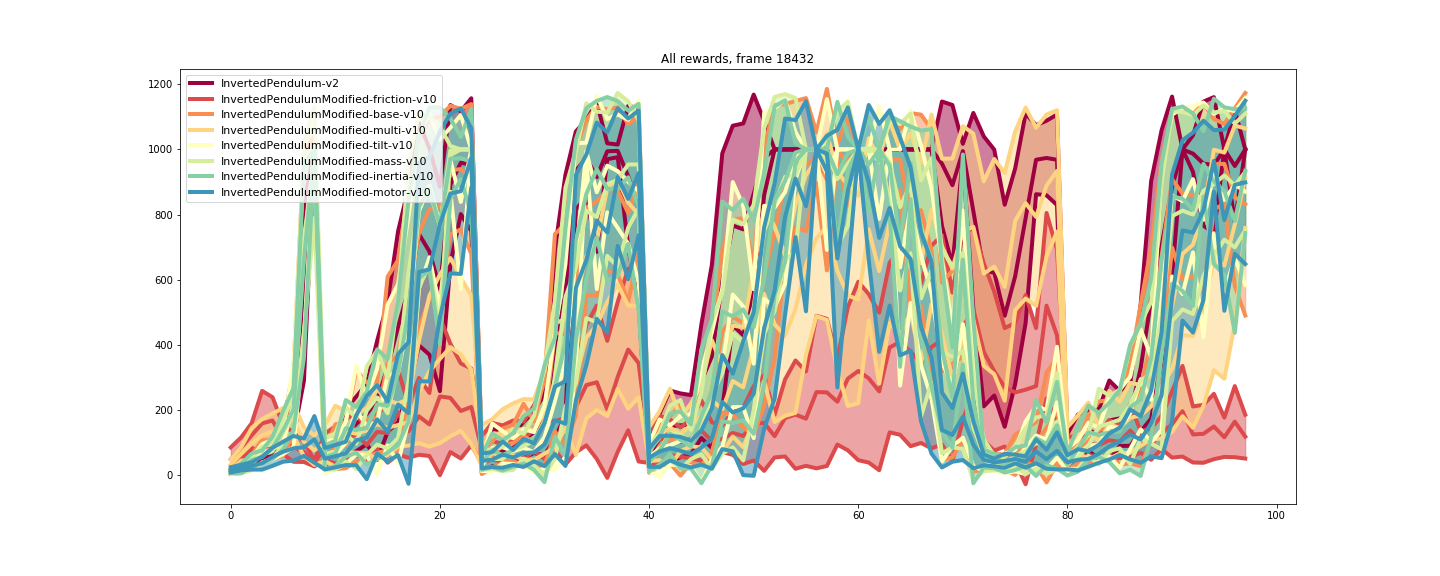 All rewards, frame 18432
InvertedPendulum-v2
InvertedPendulumModified-friction-v10
InvertedPendulumModified-base-v10
InvertedPendulumModified-multi-v10
InvertedPendulumModified-tilt-v10
InvertedPendulumModified-mass-v10
InvertedPendulumModified-inertia-v10
InvertedPendulumModified-motor-v10
1200
1000
800
600
400
200
0
0 20 40 60 80 100